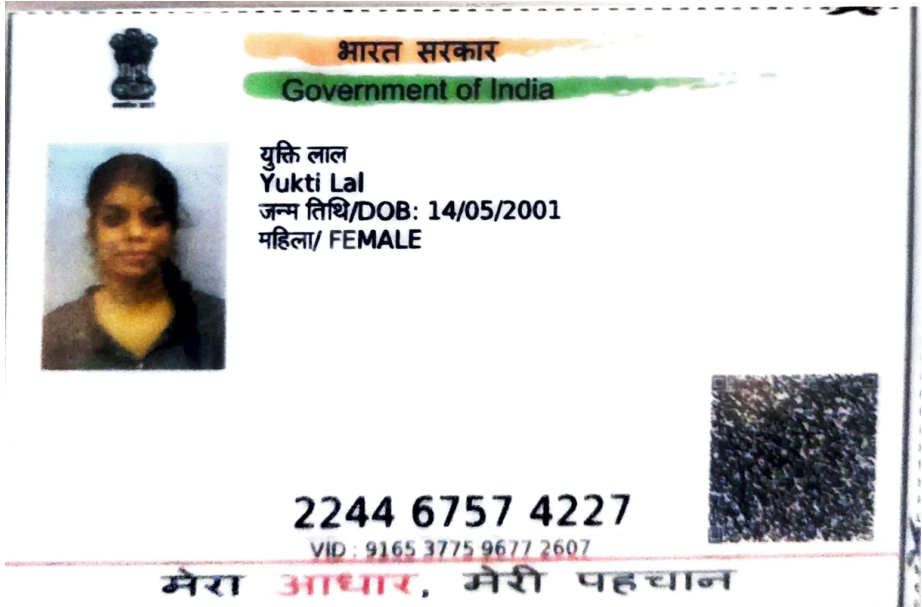 भारत सरकार
Government of India
युक्ति लाल
Yukti Lal
जन्म तिथि/DOB: 14/05/2001
महिला/ FEMALE
2244 6757 4227
VID : 9165 3775 9677 2607
मेरा आधार, मेरी पहचान